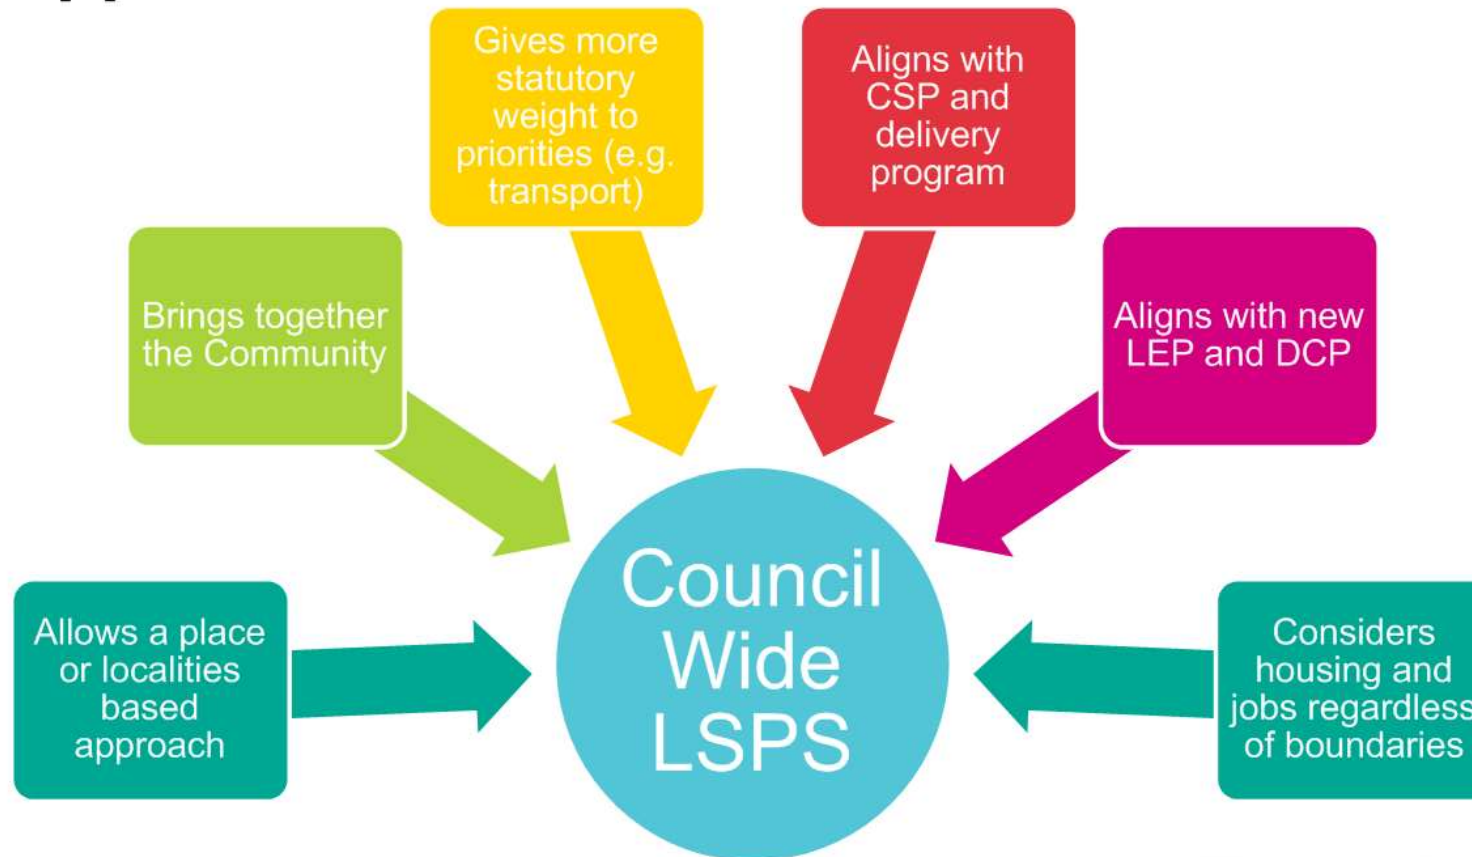 Gives more
statutory
weight to
priorities (e.g.
transport)
Aligns with
CSP and
delivery
program
Brings together
the Community
Aligns with new
LEP and DCP
Allows a place
or localities
based
approach
Council
Wide
LSPS
Considers
housing and
jobs regardless
of boundaries